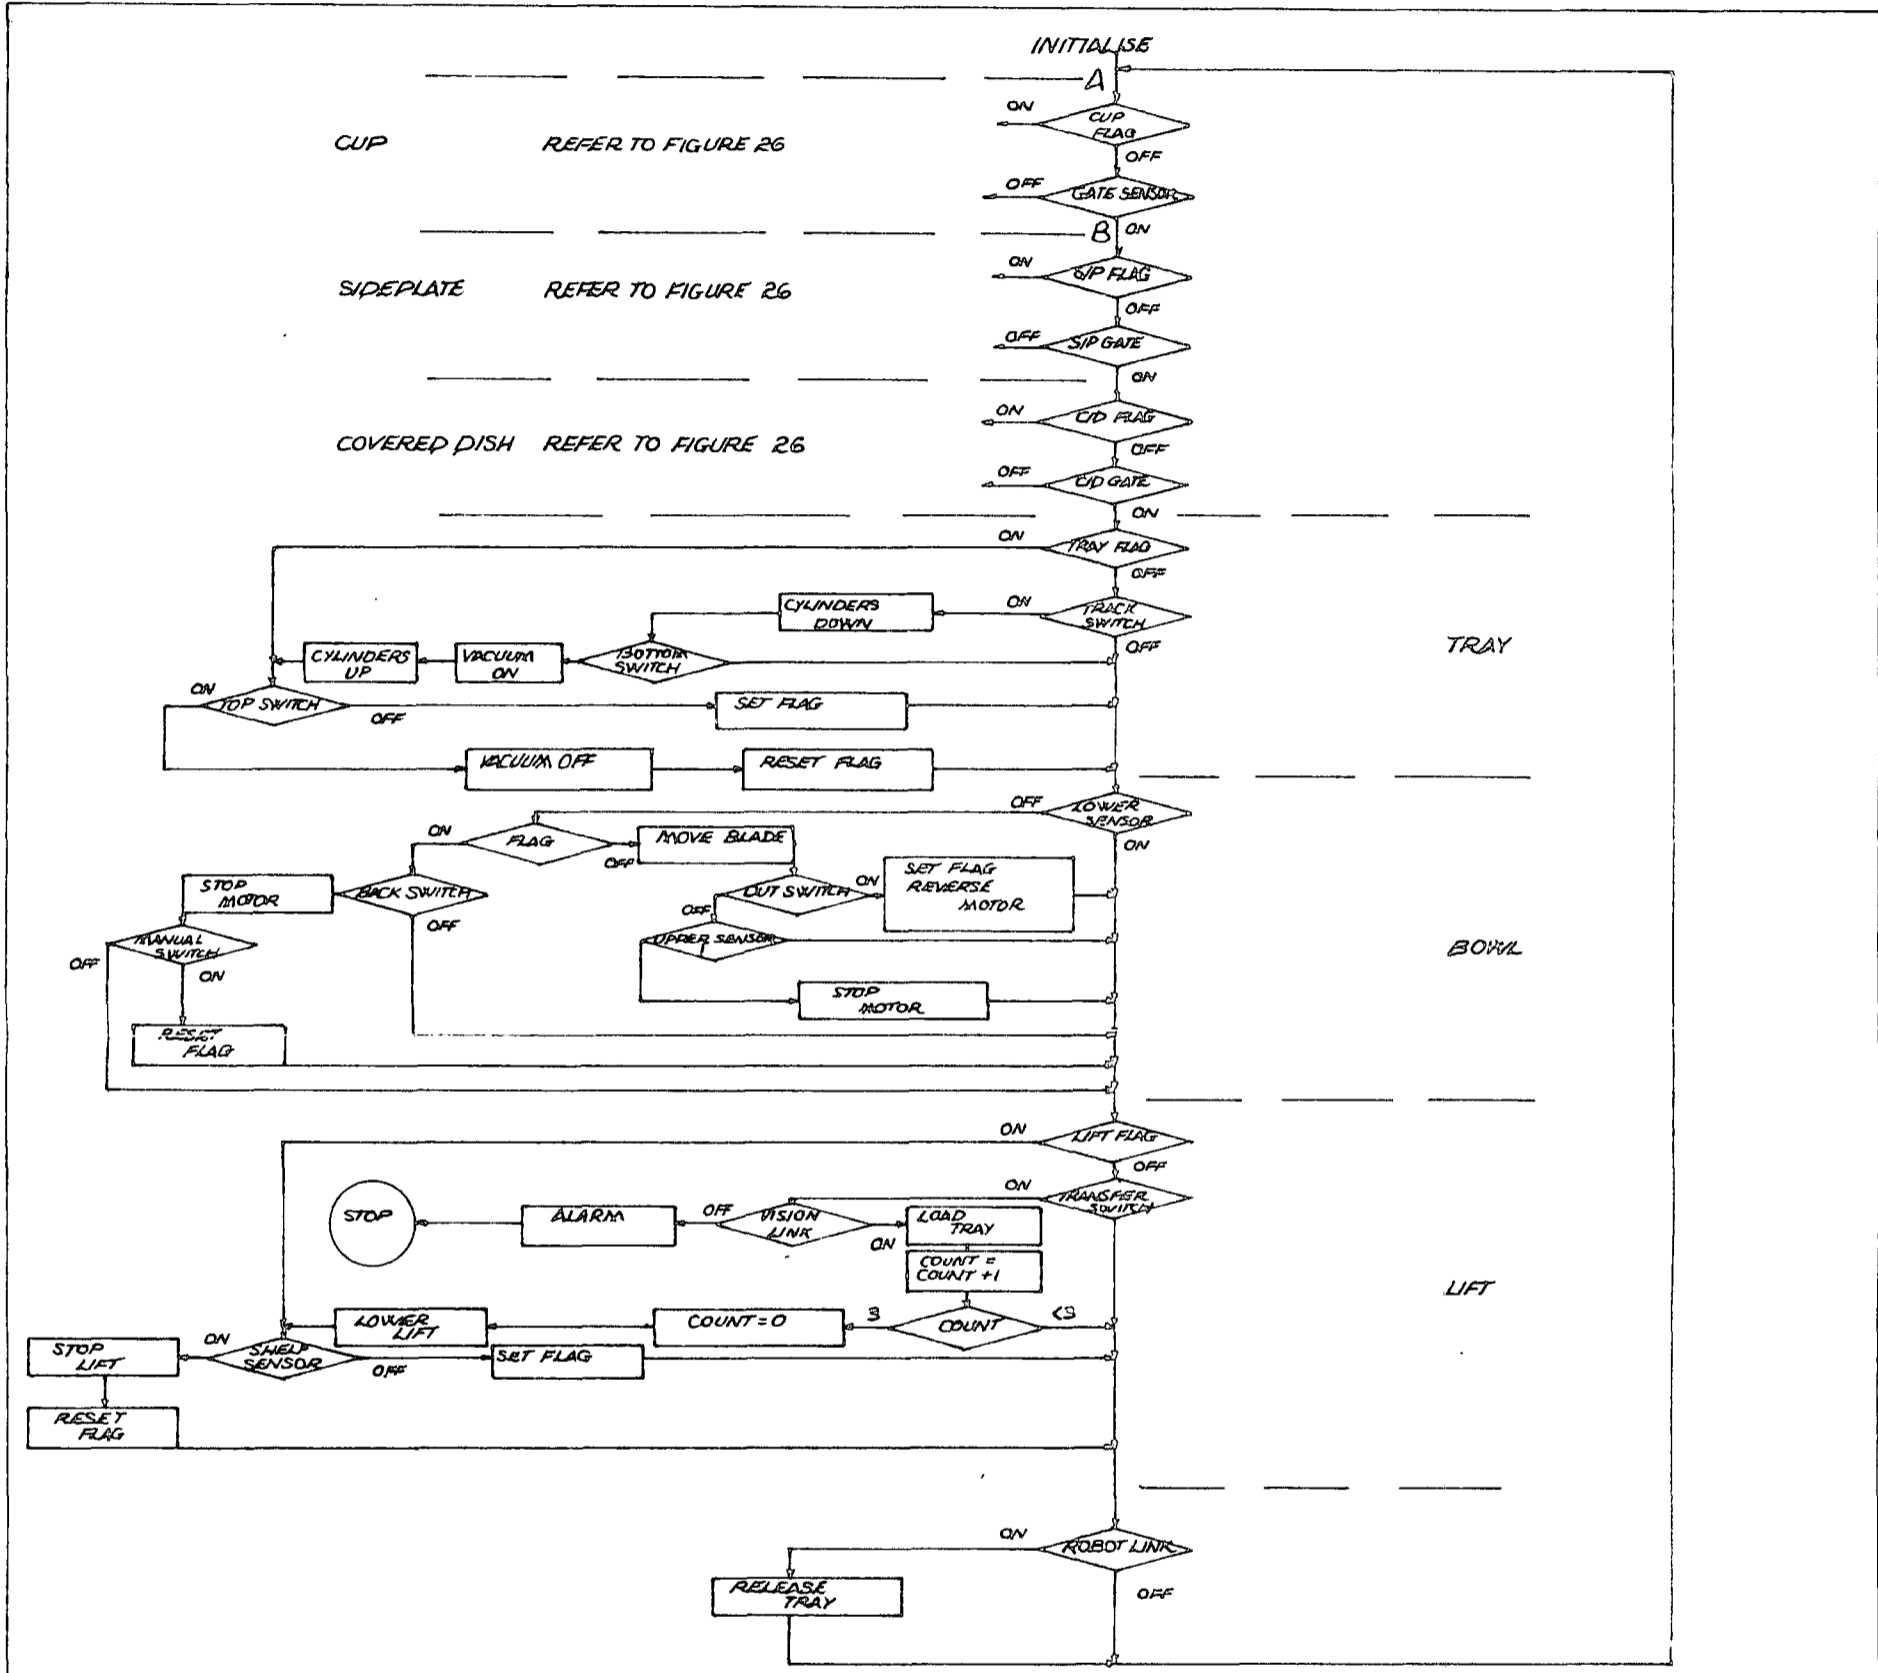 INITIALISE
A
ON
CUP
FLAG
OFF
CUP REFER TO FIGURE 26
OFF
GATE SENSOR
B ON
ON
S/P FLAG
OFF
SIDEPLATE REFER TO FIGURE 26
OFF
S/P GATE
ON
ON
C/D FLAG
OFF
COVERED DISH REFER TO FIGURE 26
OFF
C/D GATE
ON
ON
TRAY FLAG
OFF
CYLINDERS
DOWN
ON
TRACK
SWITCH
OFF
TRAY
CYLINDERS
UP
VACUUM
ON
BOTTOM
SWITCH
ON
TOP SWITCH
OFF
SET FLAG
VACUUM OFF
RESET FLAG
OFF
LOWER
SENSOR
ON
ON
FLAG
OFF
MOVE BLADE
STOP
MOTOR
BACK SWITCH
OFF
OUT SWITCH
ON
SET FLAG
REVERSE
MOTOR
OFF
MANUAL
SWITCH
OFF
ON
UPPER SENSOR
BOWL
STOP
MOTOR
RESET
FLAG
ON
LIFT FLAG
OFF
ON
TRANSFER
SWITCH
STOP
ALARM
OFF
VISION
LINK
ON
LOAD
TRAY
COUNT =
COUNT +1
LIFT
LOWER
LIFT
COUNT = 0
3
COUNT
<3
STOP
LIFT
ON
SHELF
SENSOR
OFF
SET FLAG
RESET
FLAG
ON
ROBOT LINK
OFF
RELEASE
TRAY